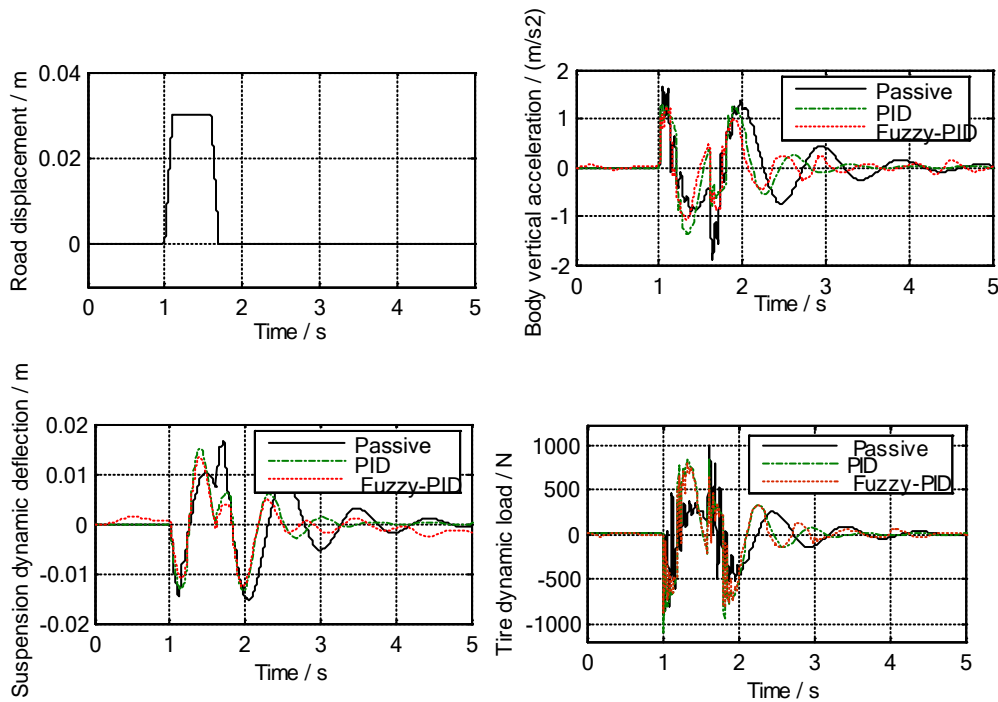 Road displacement / m
0.04
0.02
0
0 1 2 3 4 5
Time / s
Body vertical acceleration / (m/s2)
2
1
0
-1
-2
Passive
PID
Fuzzy-PID
0 1 2 3 4 5
Time / s
Suspension dynamic deflection / m
0.02
0.01
0
-0.01
-0.02
Passive
PID
Fuzzy-PID
0 1 2 3 4 5
Time / s
Tire dynamic load / N
1000
500
0
-500
-1000
Passive
PID
Fuzzy-PID
0 1 2 3 4 5
Time / s